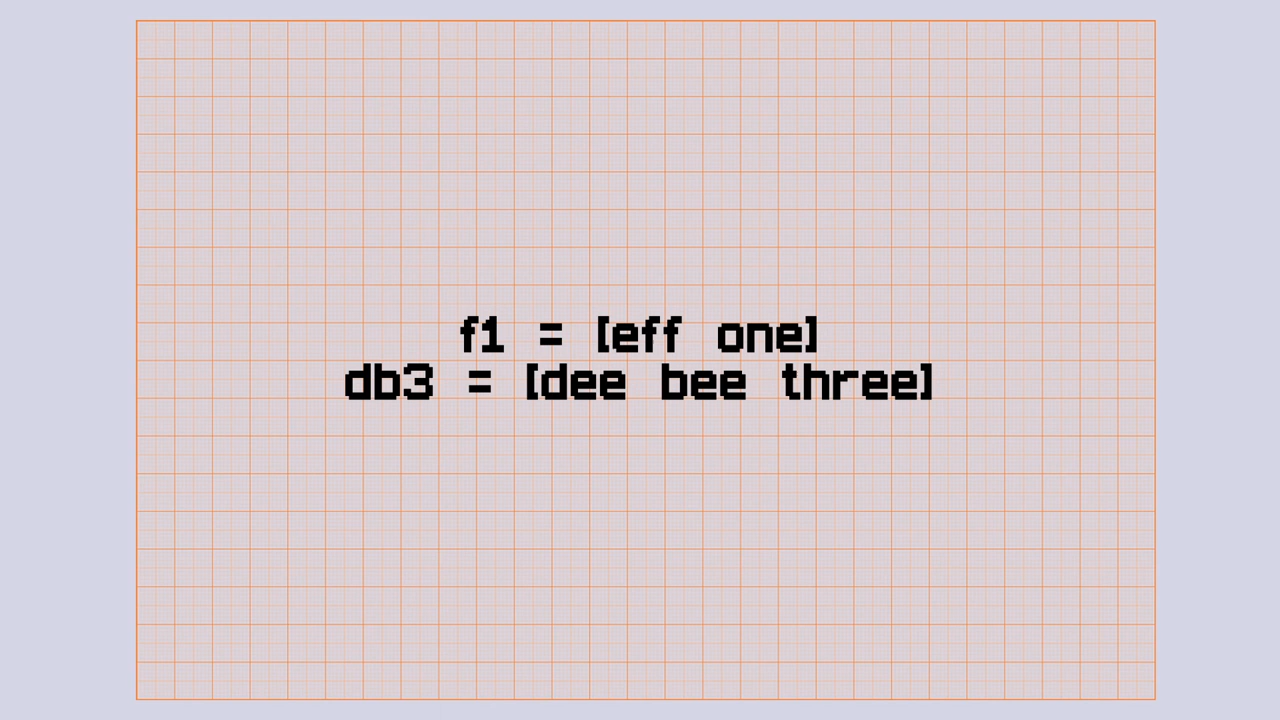 f1 = [eff one]
db3 = [dee bee three]